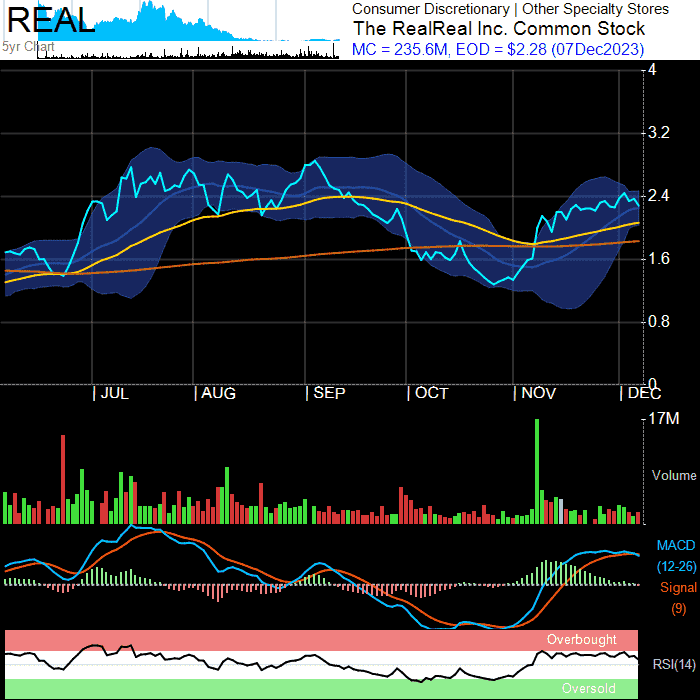 REAL
5yr Chart
Consumer Discretionary | Other Specialty Stores
The RealReal Inc. Common Stock
MC = 235.6M, EOD = $2.28 (07Dec2023)
4
3.2
2.4
1.6
0.8
0
| JUL | AUG | SEP | OCT | NOV | DEC
17M
Volume
MACD
(12-26)
Signal
(9)
Overbought
RSI(14)
Oversold